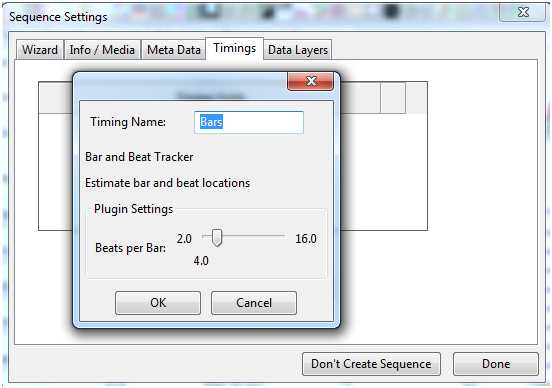 Sequence Settings
Wizard Info / Media Meta Data Timings Data Layers
Timing Name: Bars
Bar and Beat Tracker
Estimate bar and beat locations
Plugin Settings
Beats per Bar: 2.0 16.0
4.0
OK Cancel
Don't Create Sequence Done